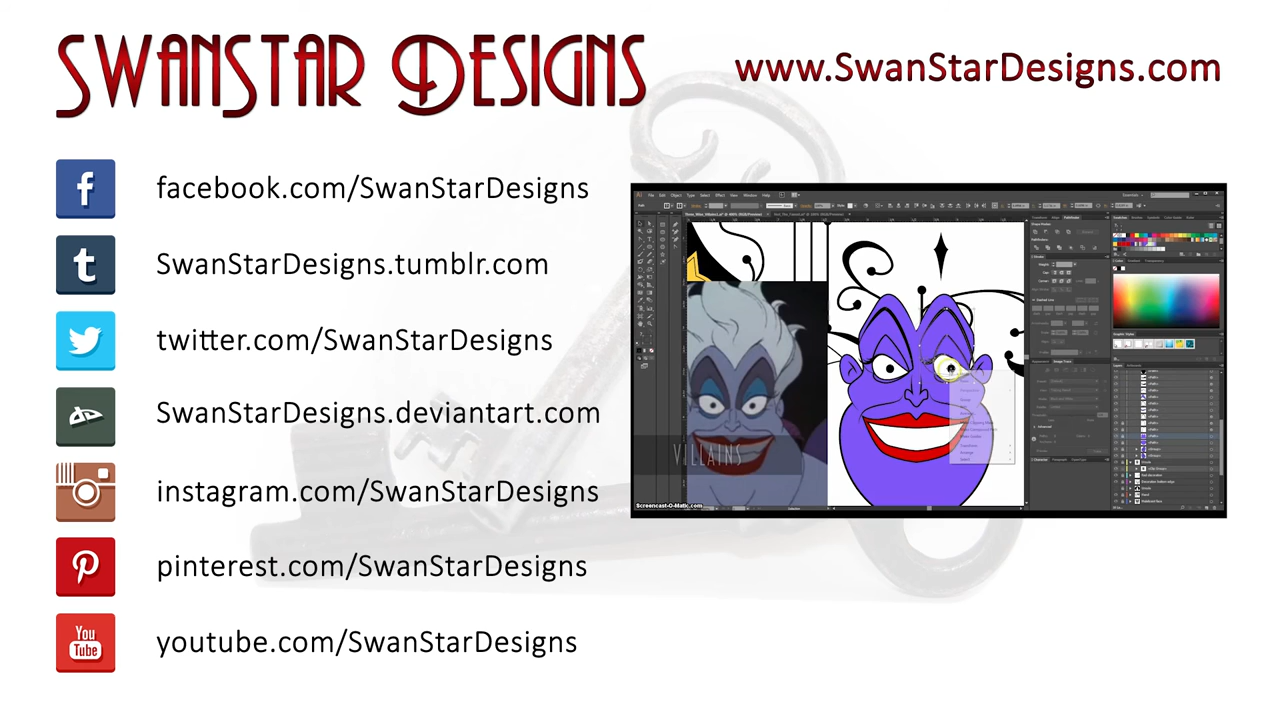 SWANSTAR DESIGNS
www.SwanStarDesigns.com
f facebook.com/SwanStarDesigns
t SwanStarDesigns.tumblr.com
twitter.com/SwanStarDesigns
SwanStarDesigns.deviantart.com
instagram.com/SwanStarDesigns
pinterest.com/SwanStarDesigns
You
Tube youtube.com/SwanStarDesigns
VILLAINS
Screencast-O-Matic.com